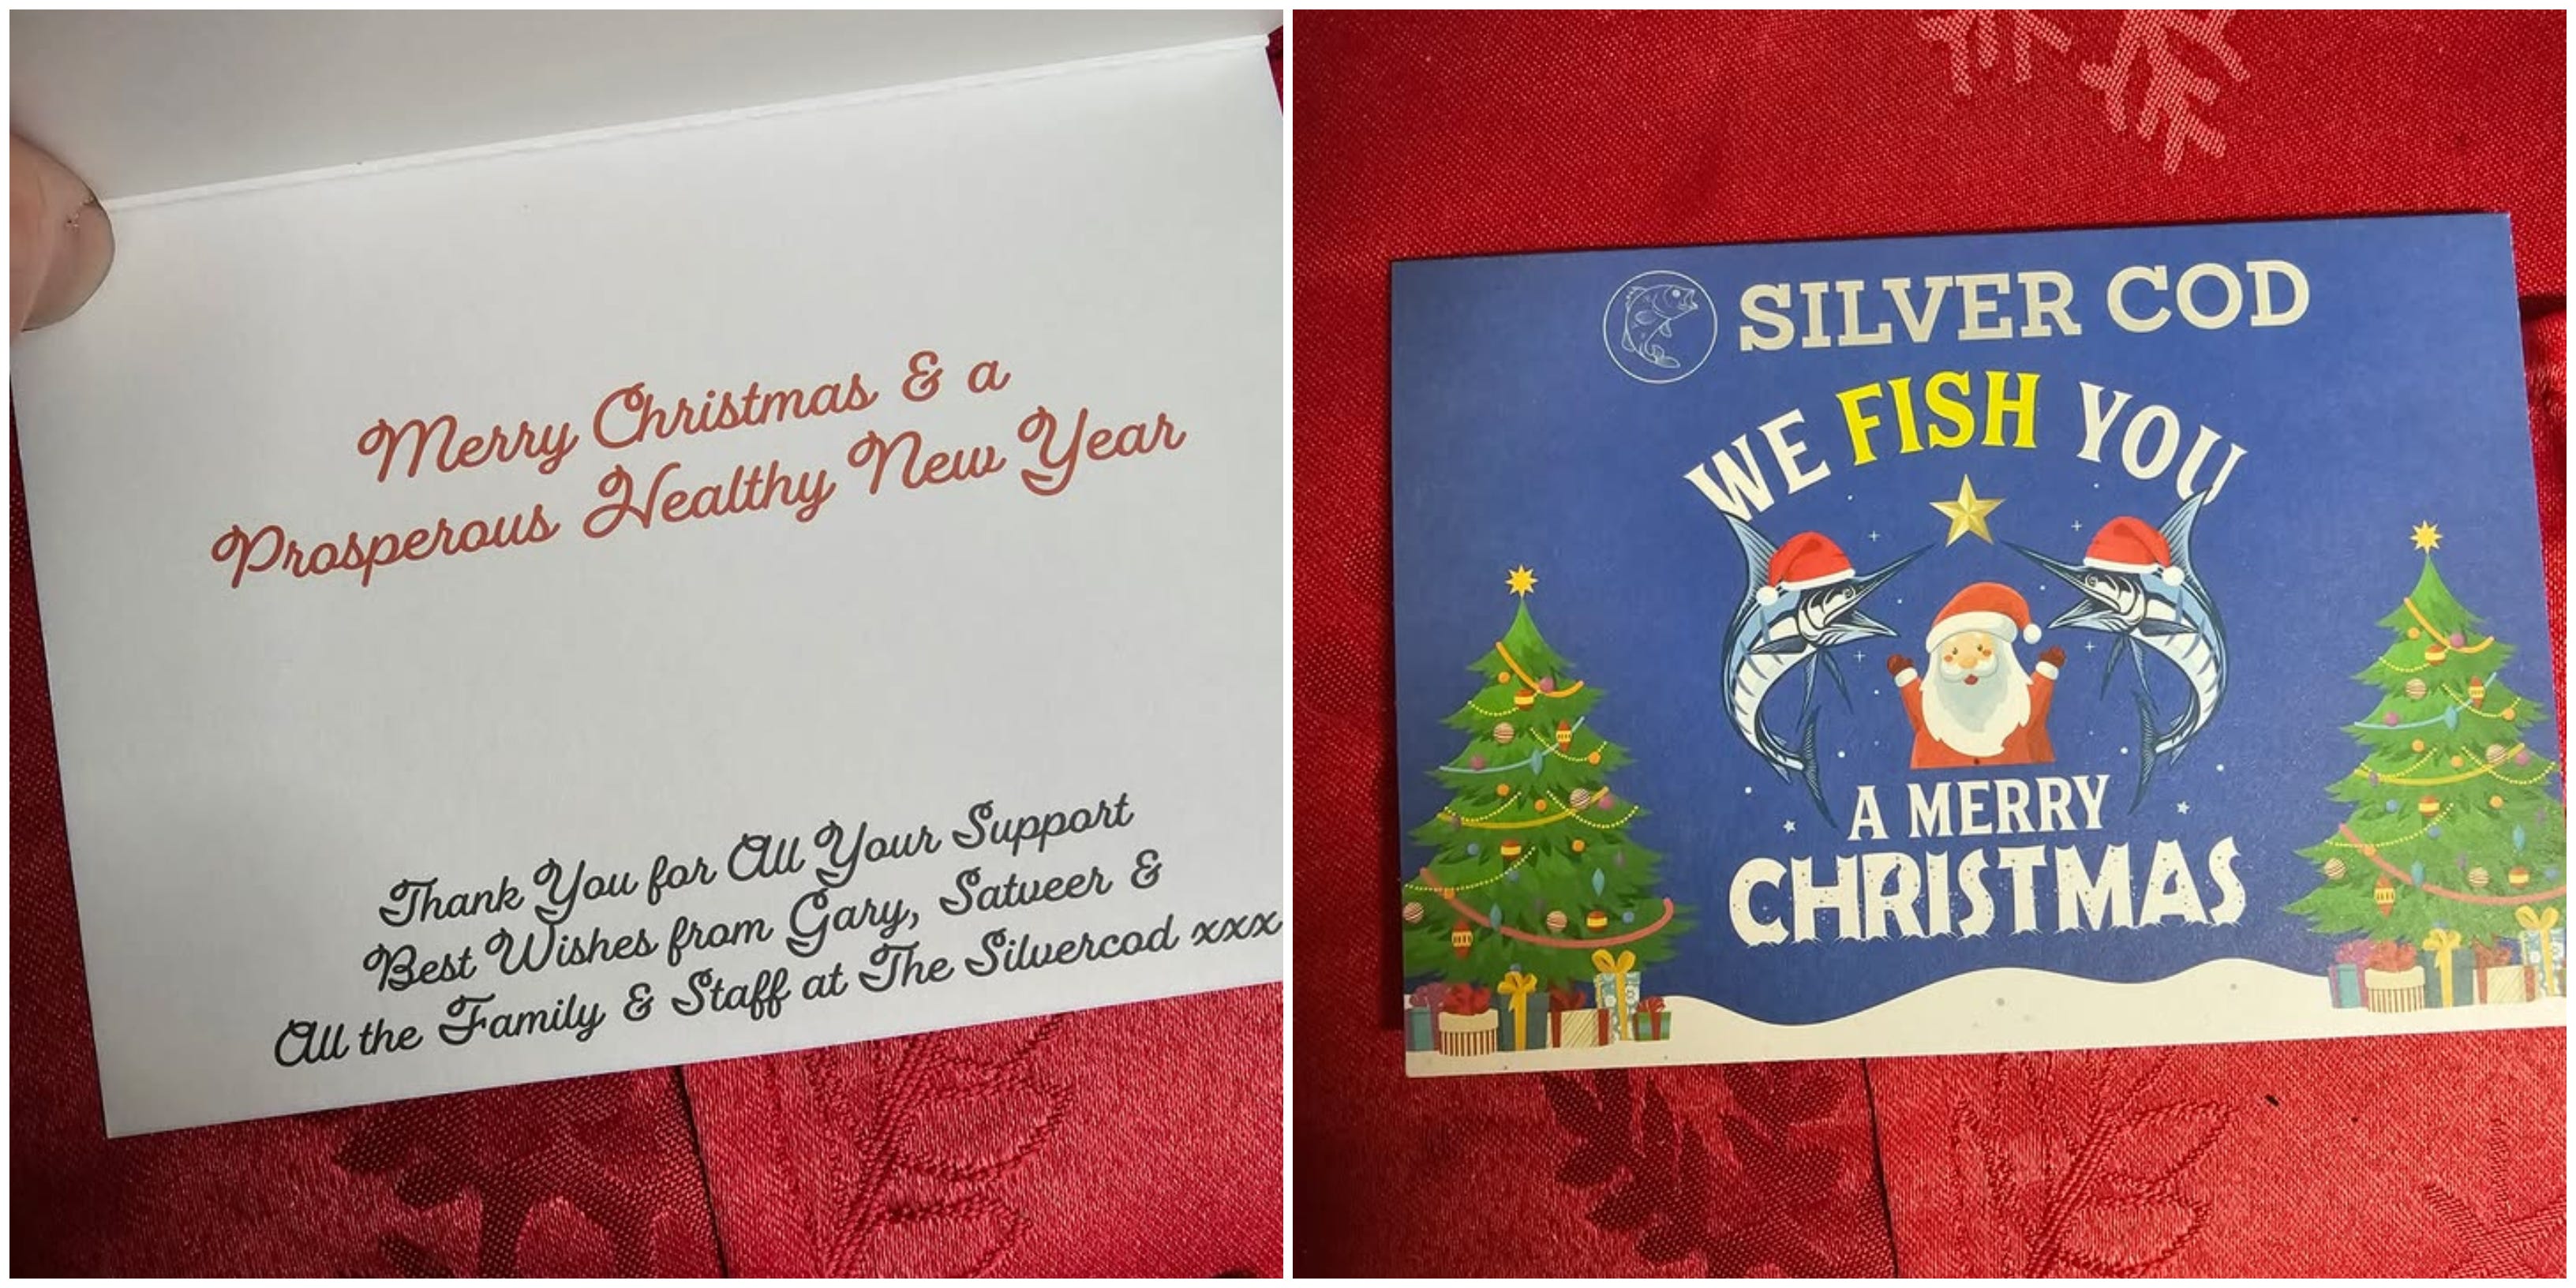 Merry Christmas & a
Prosperous Healthy New Year
Thank You for All Your Support
Best Wishes from Gary, Satveer &
All the Family & Staff at The Silvercod xxx
SILVER COD
WE FISH YOU
A MERRY
CHRISTMAS